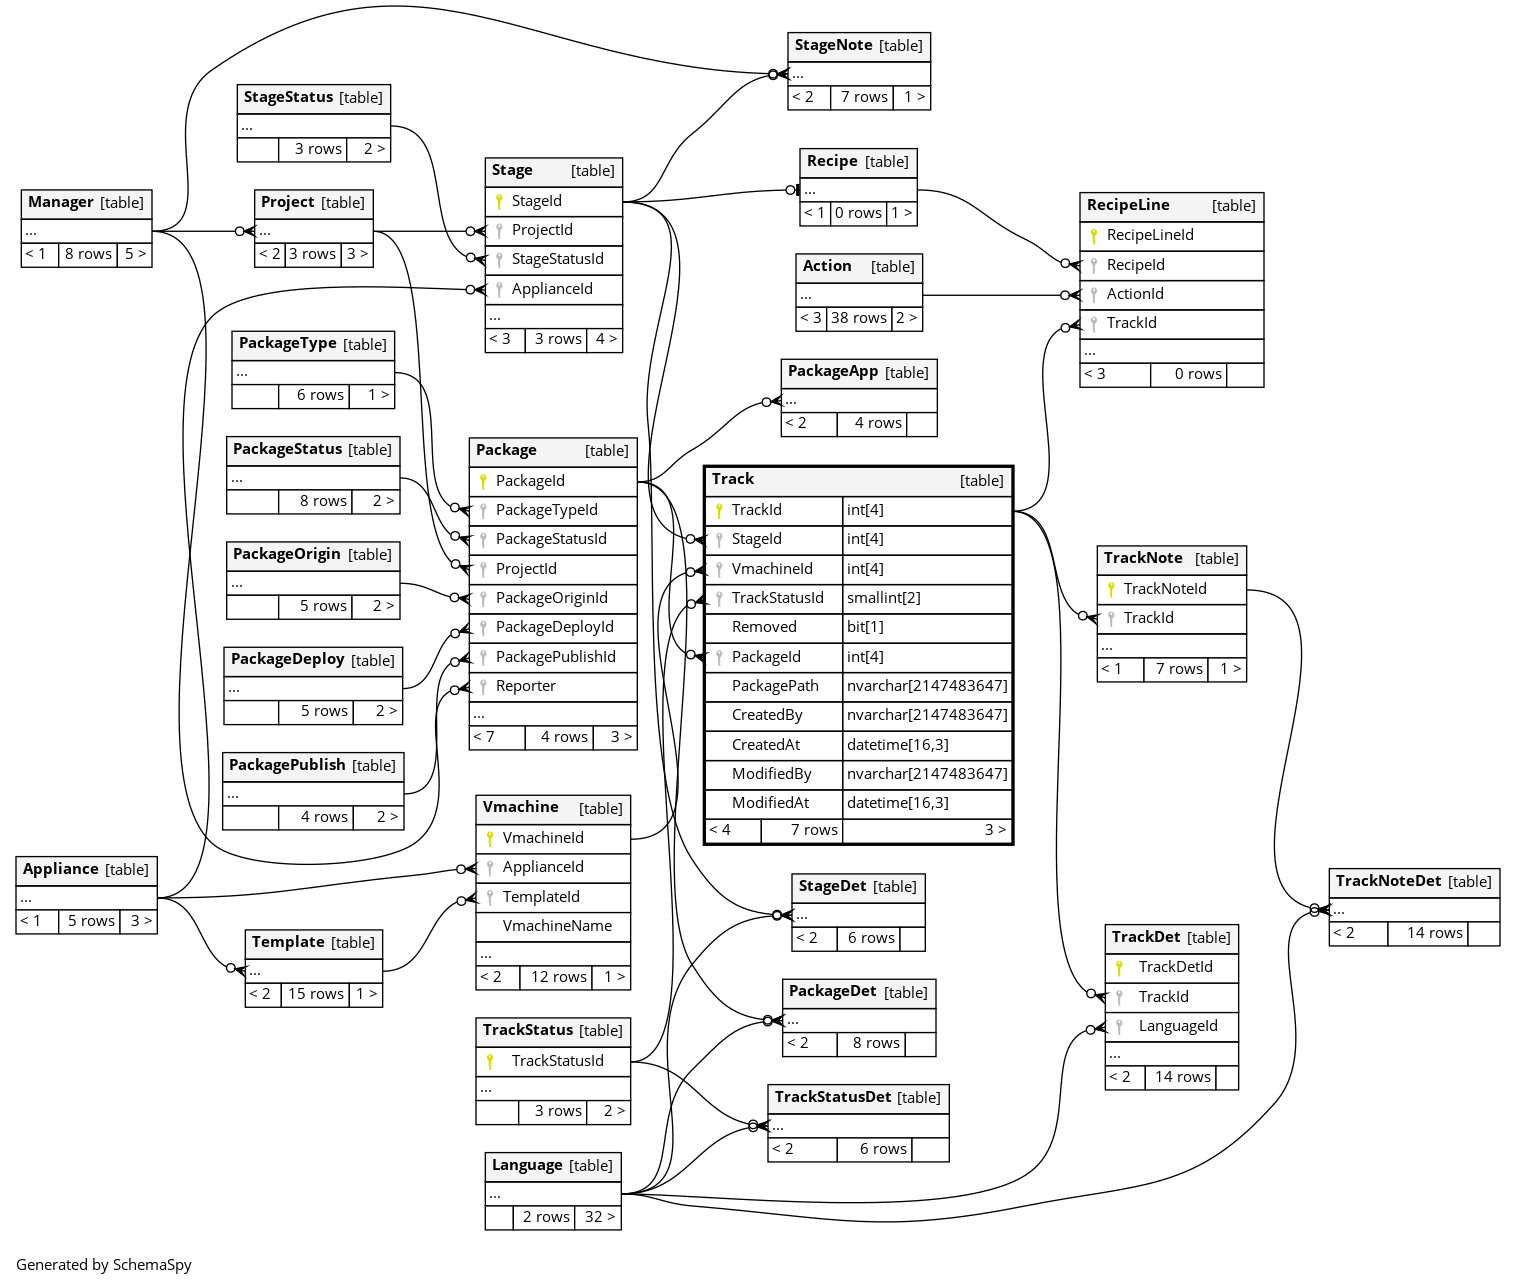 StageNote [table]
...
< 2 7 rows 1 >
StageStatus [table]
...
3 rows 2 >
Stage [table]
StageId
ProjectId
StageStatusId
ApplianceId
...
< 3 3 rows 4 >
Recipe [table]
...
< 1 0 rows 1 >
Manager [table]
...
< 1 8 rows 5 >
Project [table]
...
< 2 3 rows 3 >
RecipeLine [table]
RecipeLineId
RecipeId
ActionId
TrackId
...
< 3 0 rows
Action [table]
...
< 3 38 rows 2 >
PackageType [table]
...
6 rows 1 >
PackageApp [table]
...
< 2 4 rows
PackageStatus [table]
...
8 rows 2 >
Package [table]
PackageId
PackageTypeId
PackageStatusId
ProjectId
PackageOriginId
PackageDeployId
PackagePublishId
Reporter
...
< 7 4 rows 3 >
Track [table]
TrackId int[4]
StageId int[4]
VmachineId int[4]
TrackStatusId smallint[2]
Removed bit[1]
PackageId int[4]
PackagePath nvarchar[2147483647]
CreatedBy nvarchar[2147483647]
CreatedAt datetime[16,3]
ModifiedBy nvarchar[2147483647]
ModifiedAt datetime[16,3]
< 4 7 rows 3 >
PackageOrigin [table]
...
5 rows 2 >
TrackNote [table]
TrackNoteId
TrackId
...
< 1 7 rows 1 >
PackageDeploy [table]
...
5 rows 2 >
PackagePublish [table]
...
4 rows 2 >
Vmachine [table]
VmachineId
ApplianceId
TemplateId
VmachineName
...
< 2 12 rows 1 >
Appliance [table]
...
< 1 5 rows 3 >
StageDet [table]
...
< 2 6 rows
TrackNoteDet [table]
...
< 2 14 rows
Template [table]
...
< 2 15 rows 1 >
TrackDet [table]
TrackDetId
TrackId
LanguageId
...
< 2 14 rows
PackageDet [table]
...
< 2 8 rows
TrackStatus [table]
TrackStatusId
...
3 rows 2 >
TrackStatusDet [table]
...
< 2 6 rows
Language [table]
...
2 rows 32 >
Generated by SchemaSpy